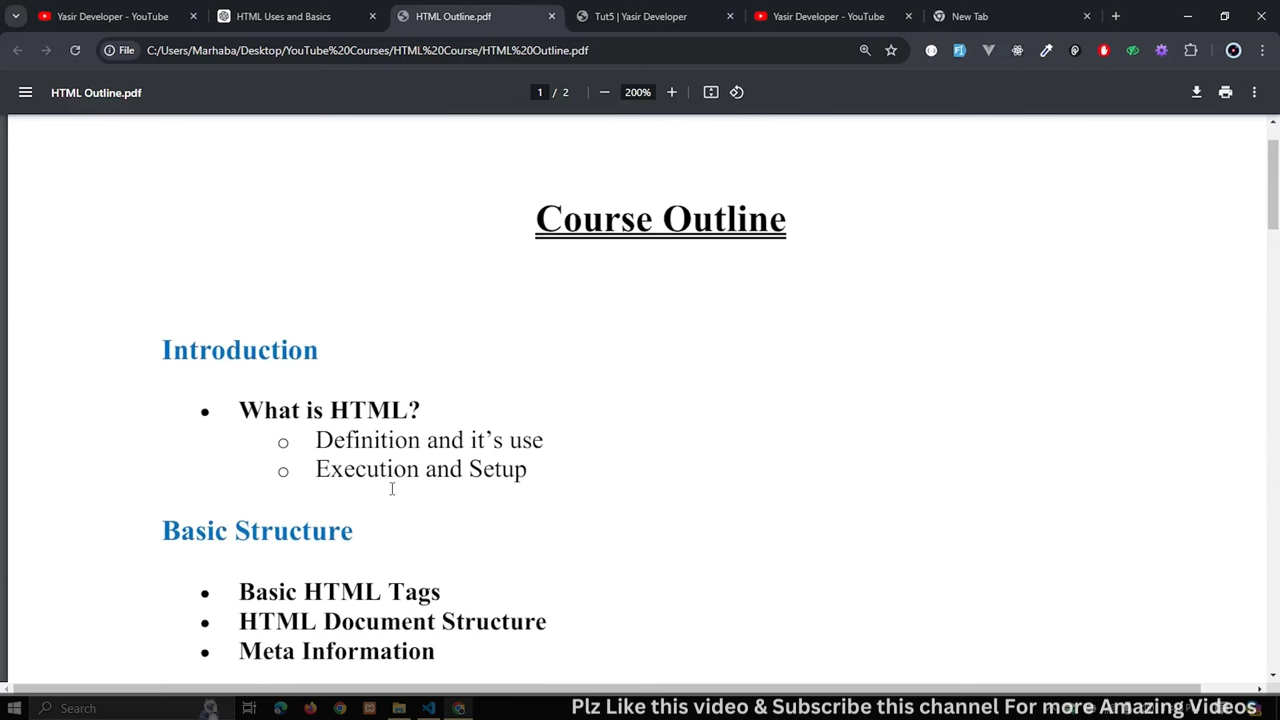 Yasir Developer - YouTube
HTML Uses and Basics
HTML Outline.pdf
Tut5 | Yasir Developer
Yasir Developer - YouTube
New Tab
File
C:/Users/Marhaba/Desktop/YouTube%20Courses/HTML%20Course/HTML%20Outline.pdf
HTML Outline.pdf
1 / 2
200%
Course Outline
Introduction
What is HTML?
Definition and it’s use
Execution and Setup
Basic Structure
Basic HTML Tags
HTML Document Structure
Meta Information
Search
Plz Like this video & Subscribe this channel For more Amazing Videos